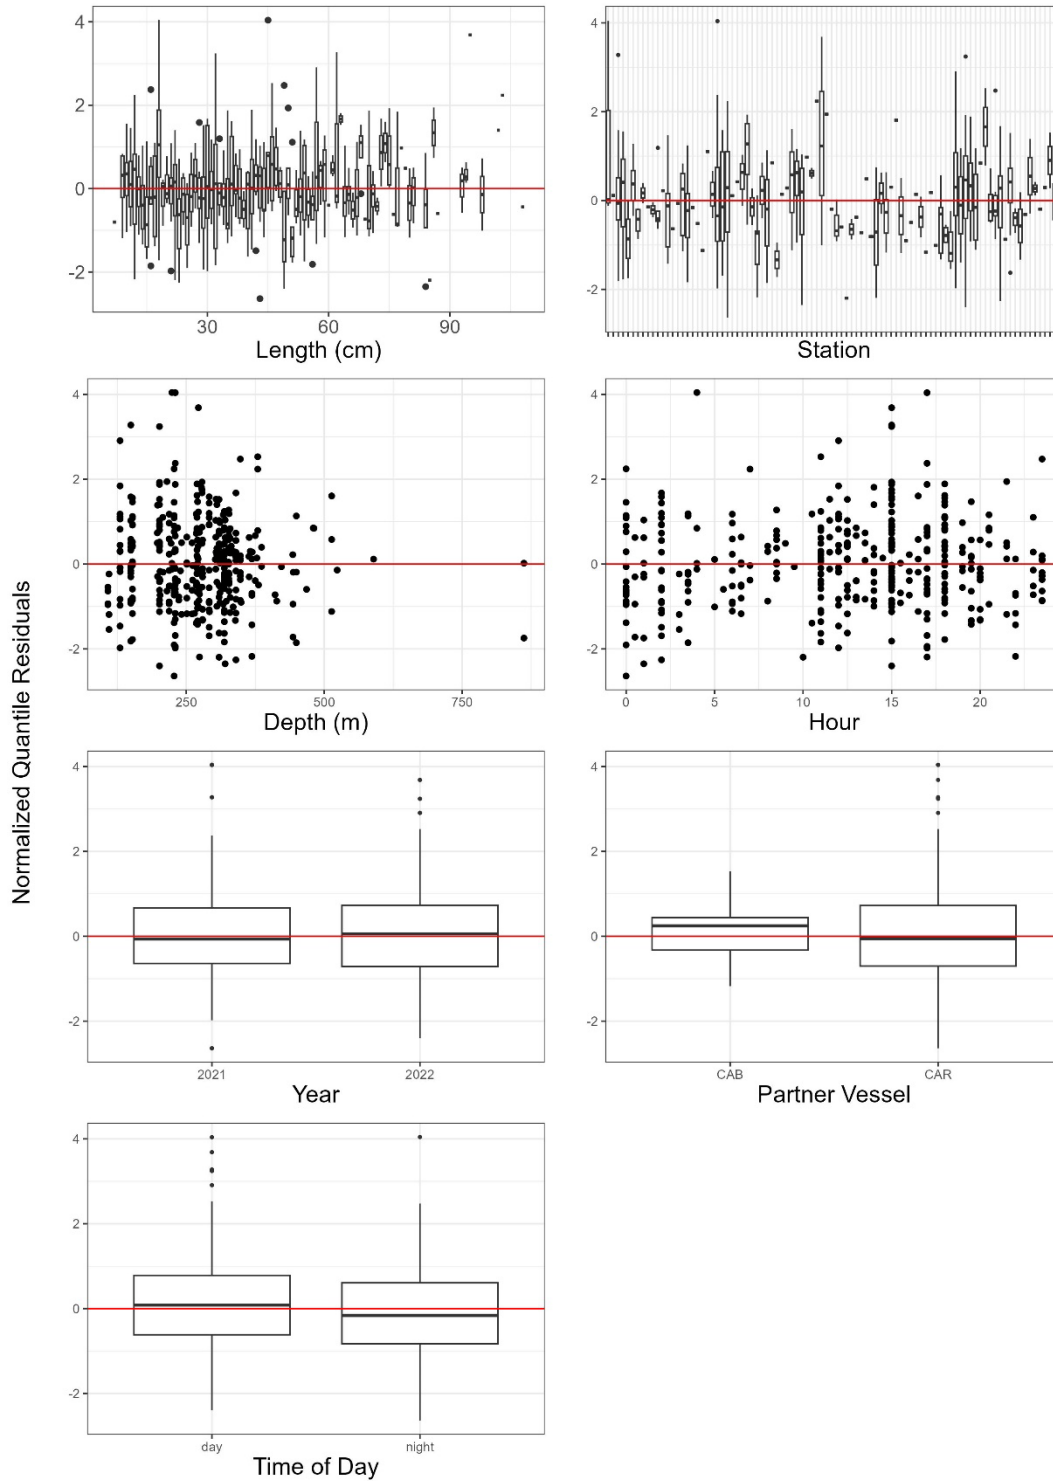 4
2
0
-2
30 60 90
Length (cm)
4
2
0
-2
Station
4
2
0
-2
250 500 750
Depth (m)
4
2
0
-2
0 5 10 15 20
Hour
Normalized Quantile Residuals
4
2
0
-2
2021 2022
Year
4
2
0
-2
CAB CAR
Partner Vessel
4
2
0
-2
day night
Time of Day